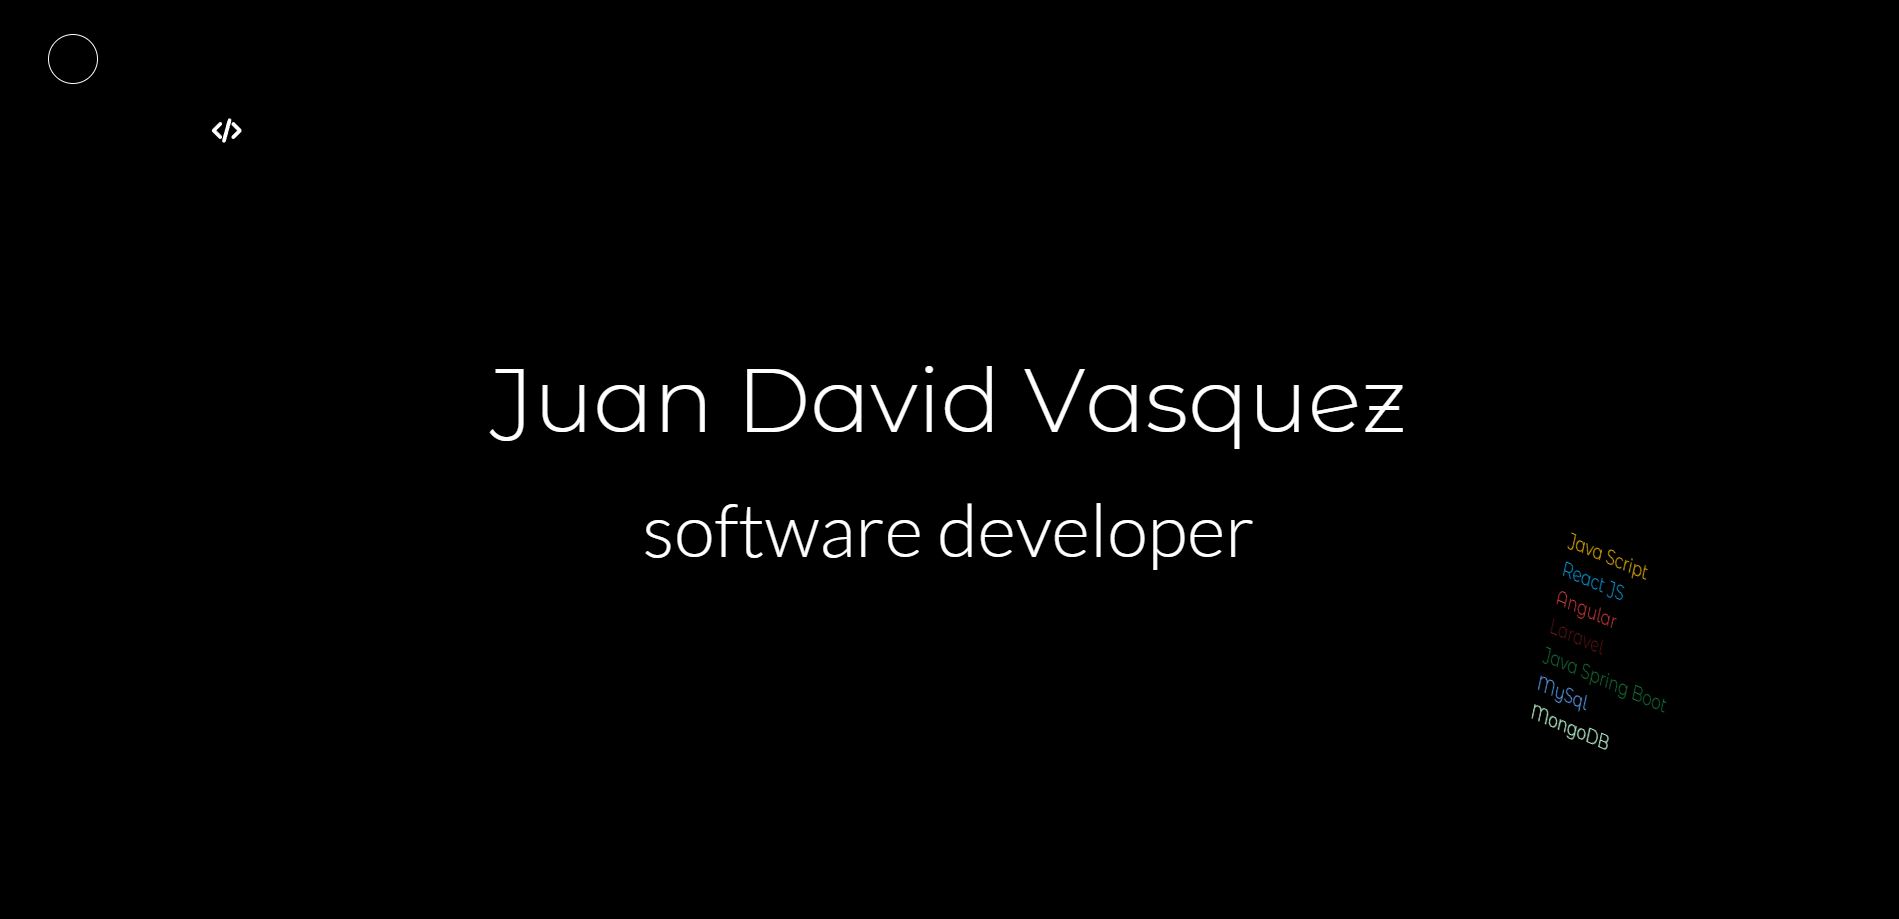 Juan David Vasquez
software developer
Java Script
React JS
Angular
Laravel
Java Spring Boot
MySql
MongoDB